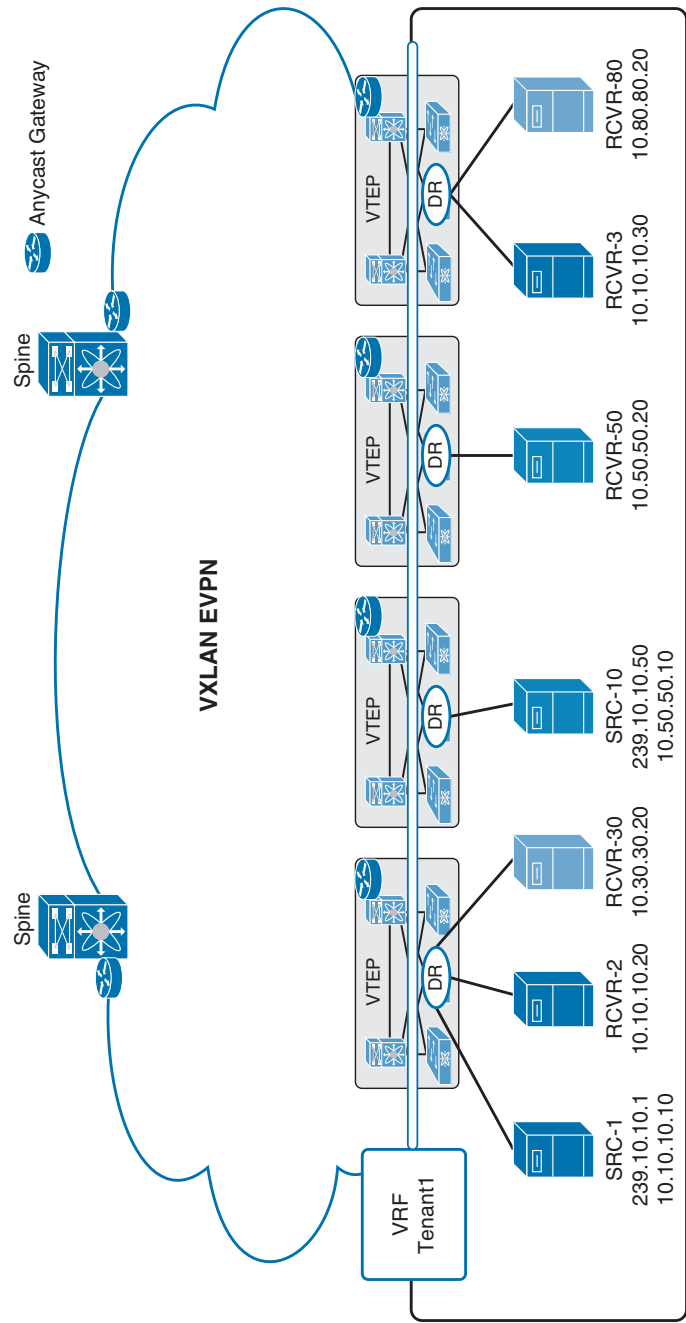 Anycast Gateway
Spine
Spine
VXLAN EVPN
VRF
Tenant1
VTEP
DR
VTEP
DR
VTEP
DR
VTEP
DR
SRC-1
239.10.10.1
10.10.10.10
RCVR-2
10.10.10.20
RCVR-30
10.30.30.20
SRC-10
239.10.10.50
10.50.50.10
RCVR-50
10.50.50.20
RCVR-3
10.10.10.30
RCVR-80
10.80.80.20